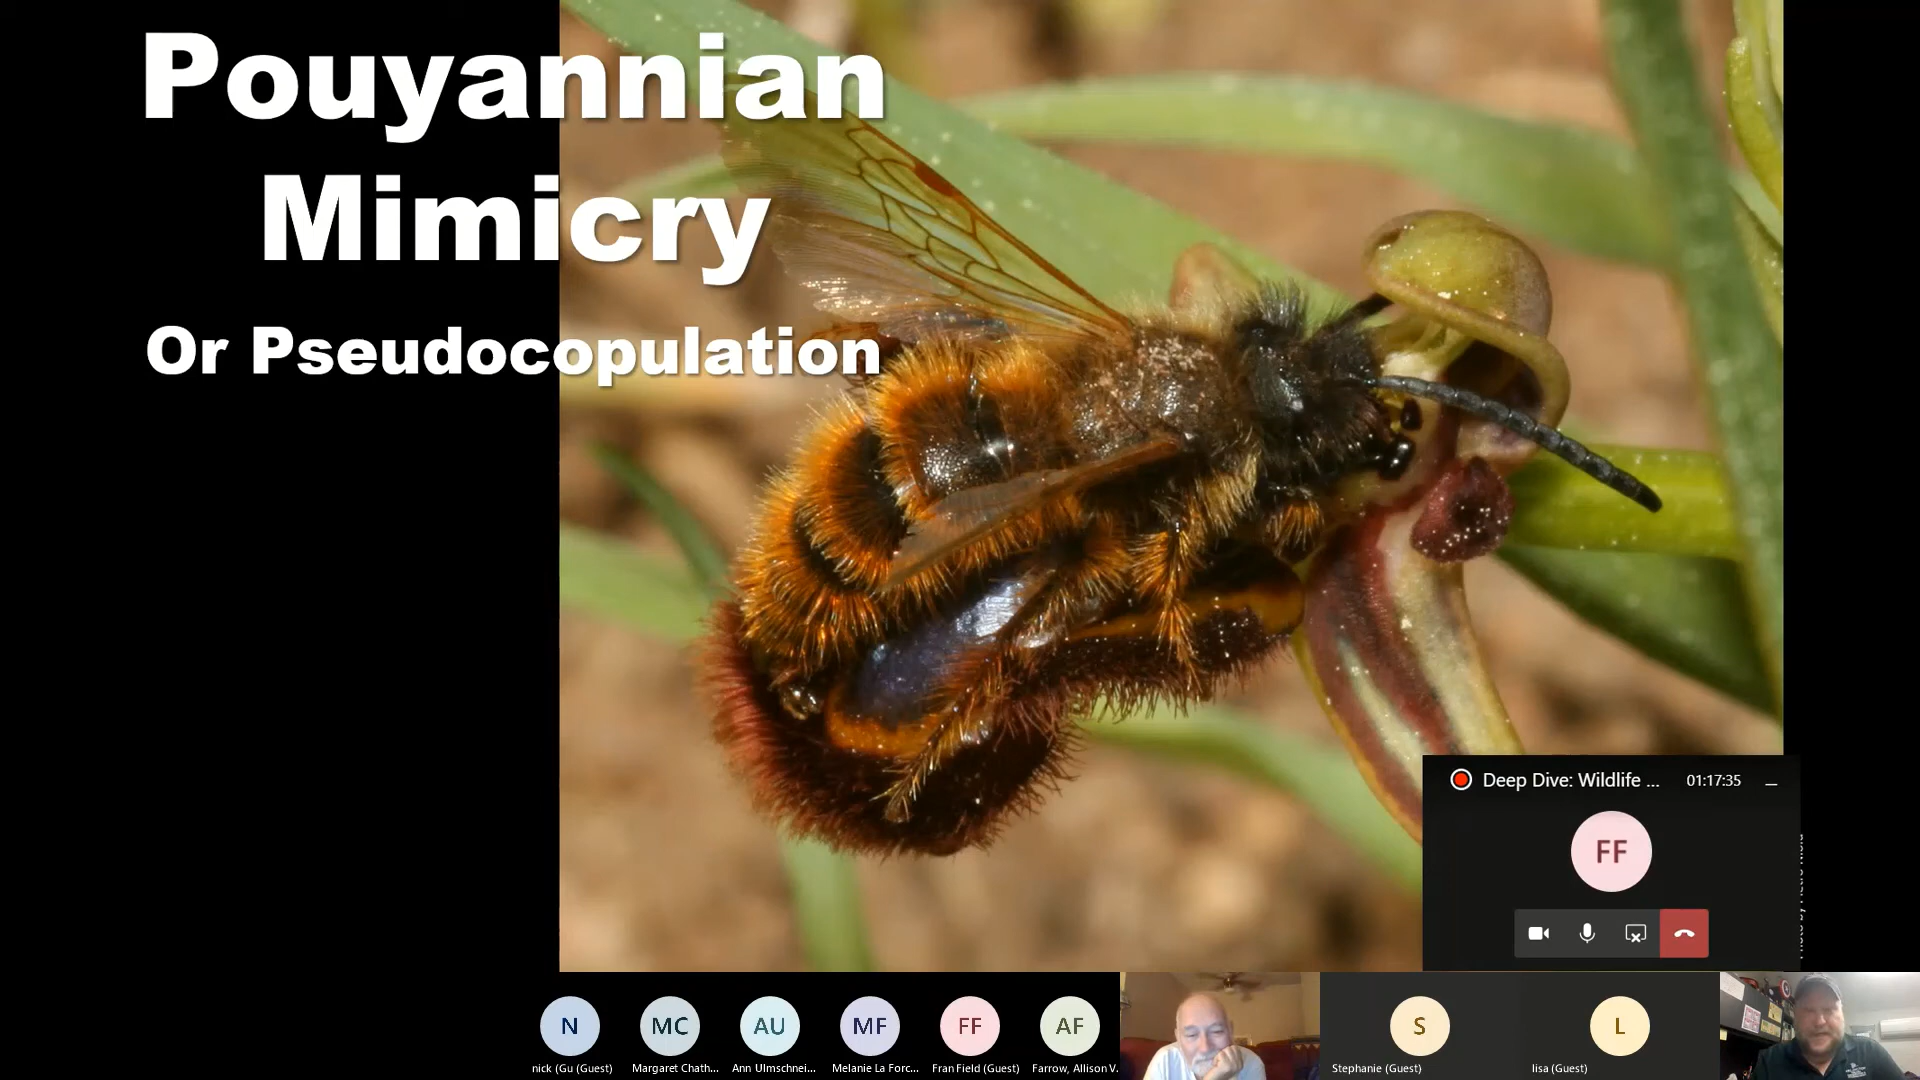 Pouyannian
Mimicry
Or Pseudocopulation
Deep Dive: Wildlife ... 01:17:35
FF
N MC AU MF FF AF S L
nick (Gu (Guest) Margaret Chath... Ann Ulmschnei... Melanie La Forc... Fran Field (Guest) Farrow, Allison V. Stephanie (Guest) lisa (Guest)